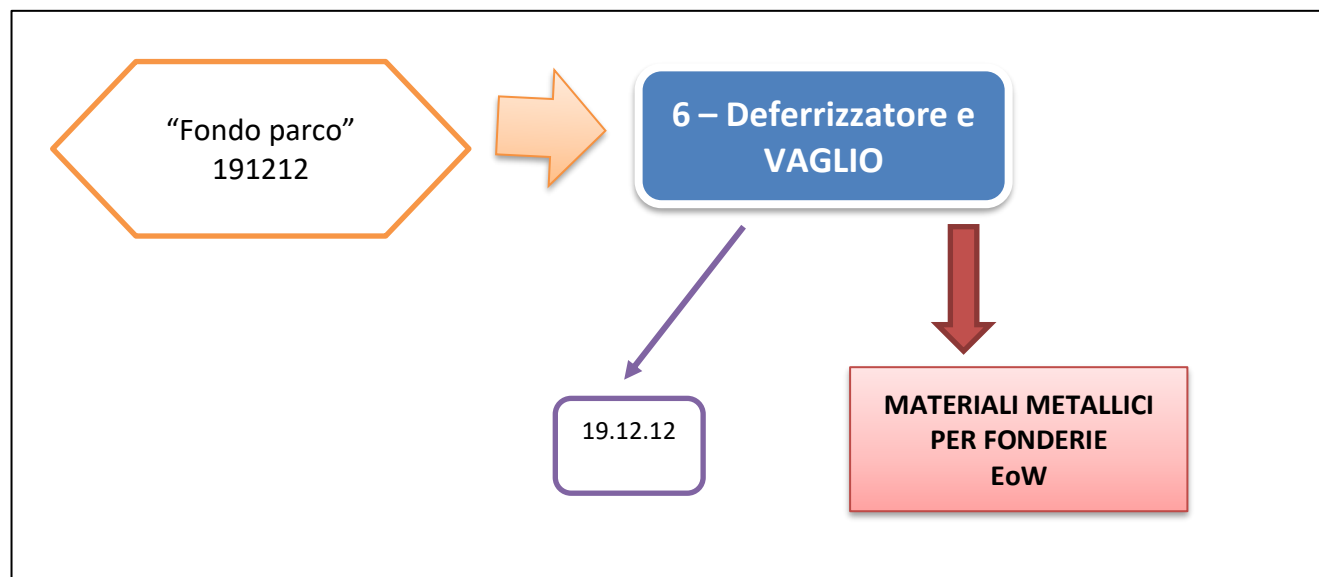 “Fondo parco”
191212
6 – Deferrizzatore e
VAGLIO
19.12.12
MATERIALI METALLICI
PER FONDERIE
EoW